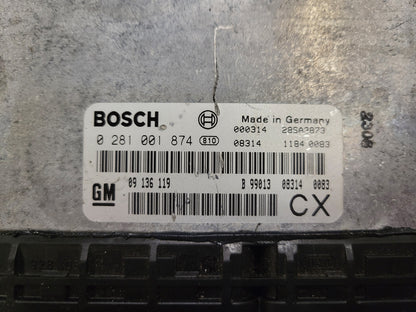 BOSCH Made in Germany
000314 28SA3873
0 281 001 874 B10 08314 1184 0083
GM 09 136 119 B 99013 08314 0083
CX